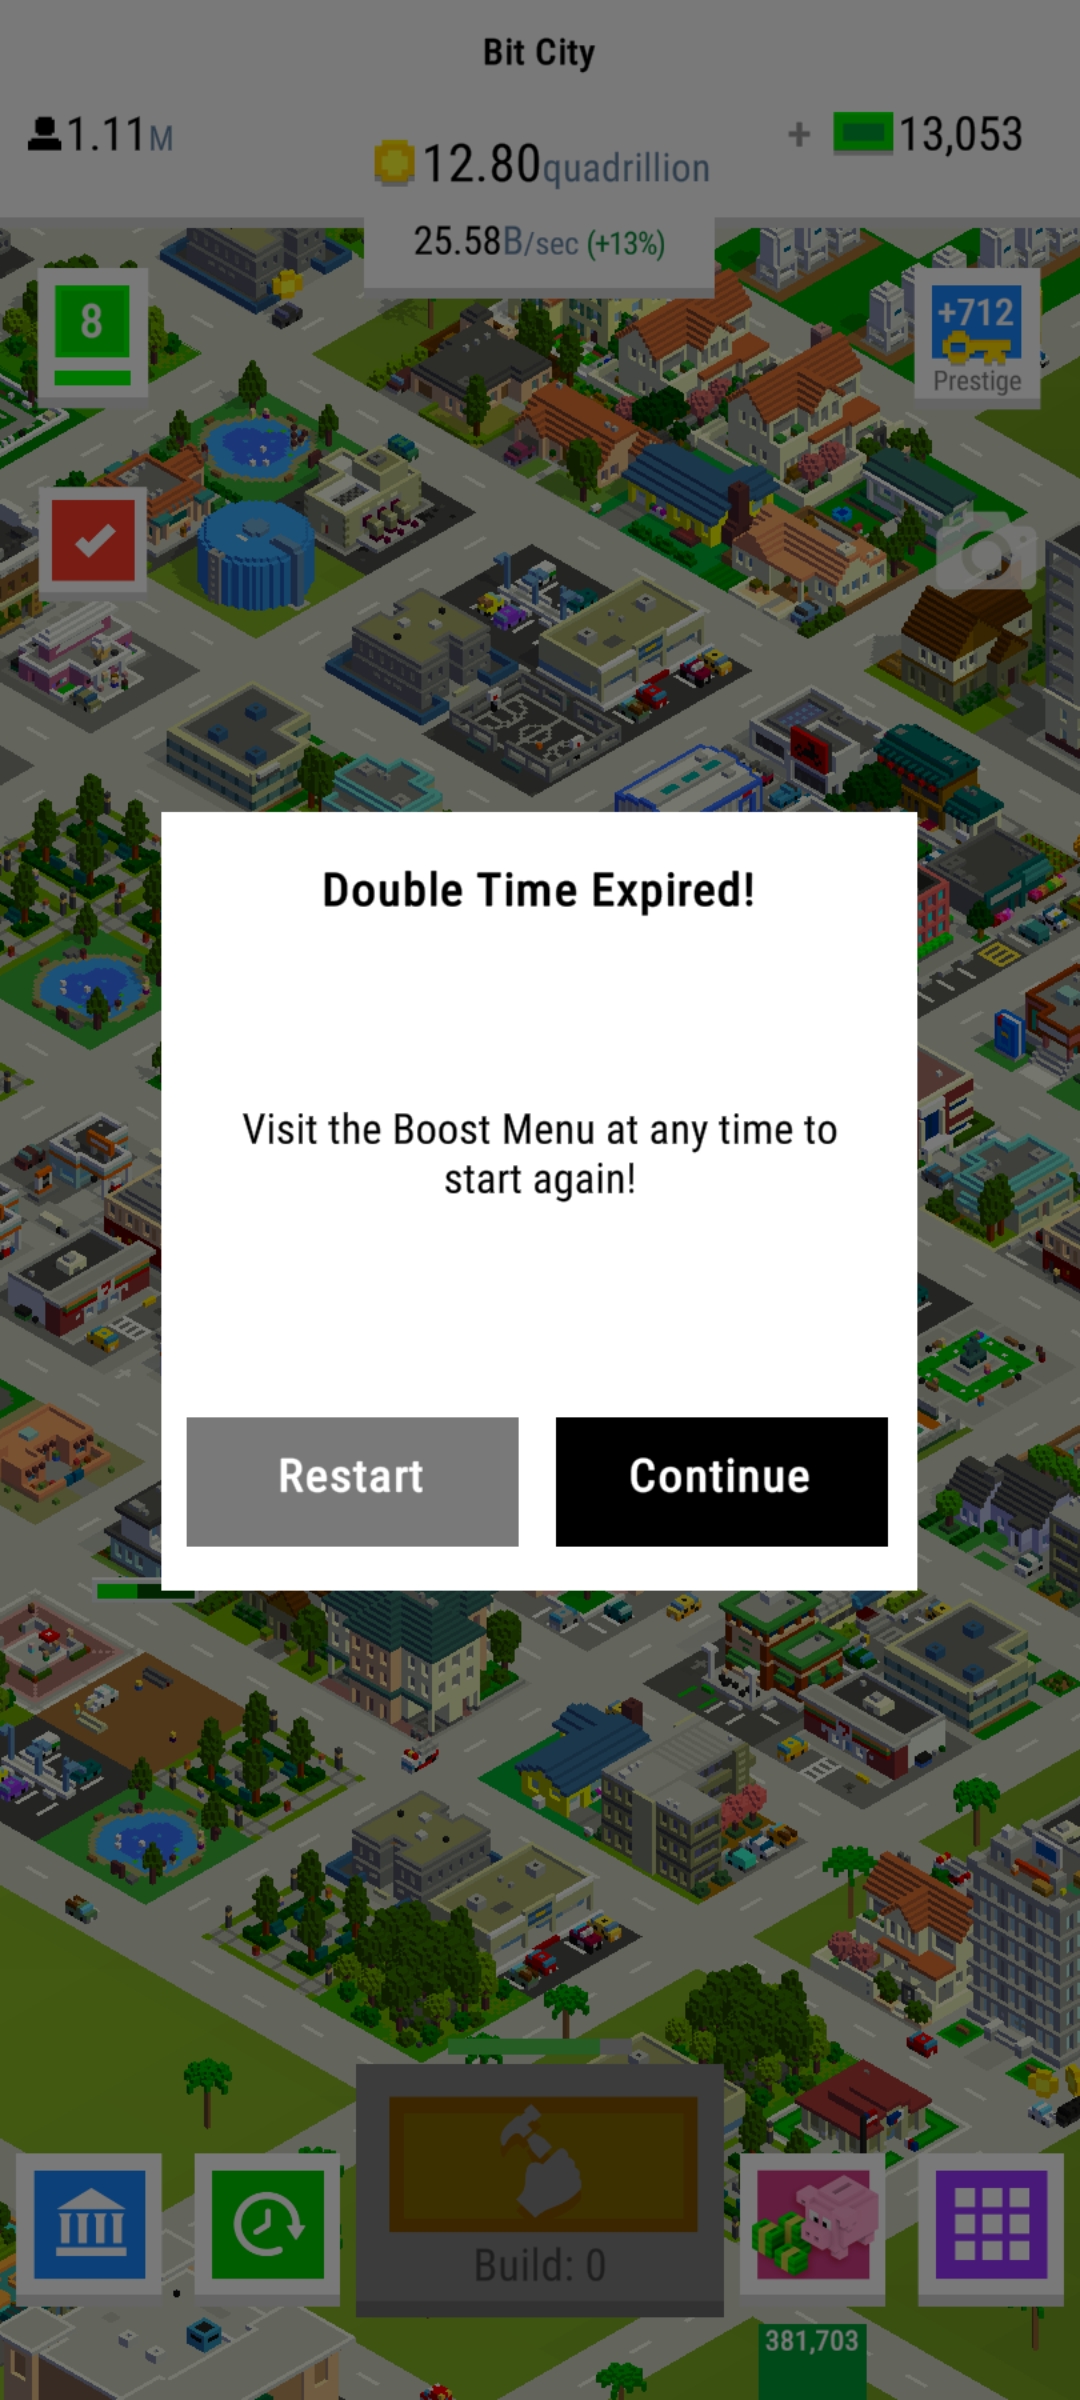 Bit City
1.11M
12.80quadrillion
+ 13,053
25.58B/sec (+13%)
8
+712
Prestige
Double Time Expired!
Visit the Boost Menu at any time to
start again!
Restart
Continue
Build: 0
381,703